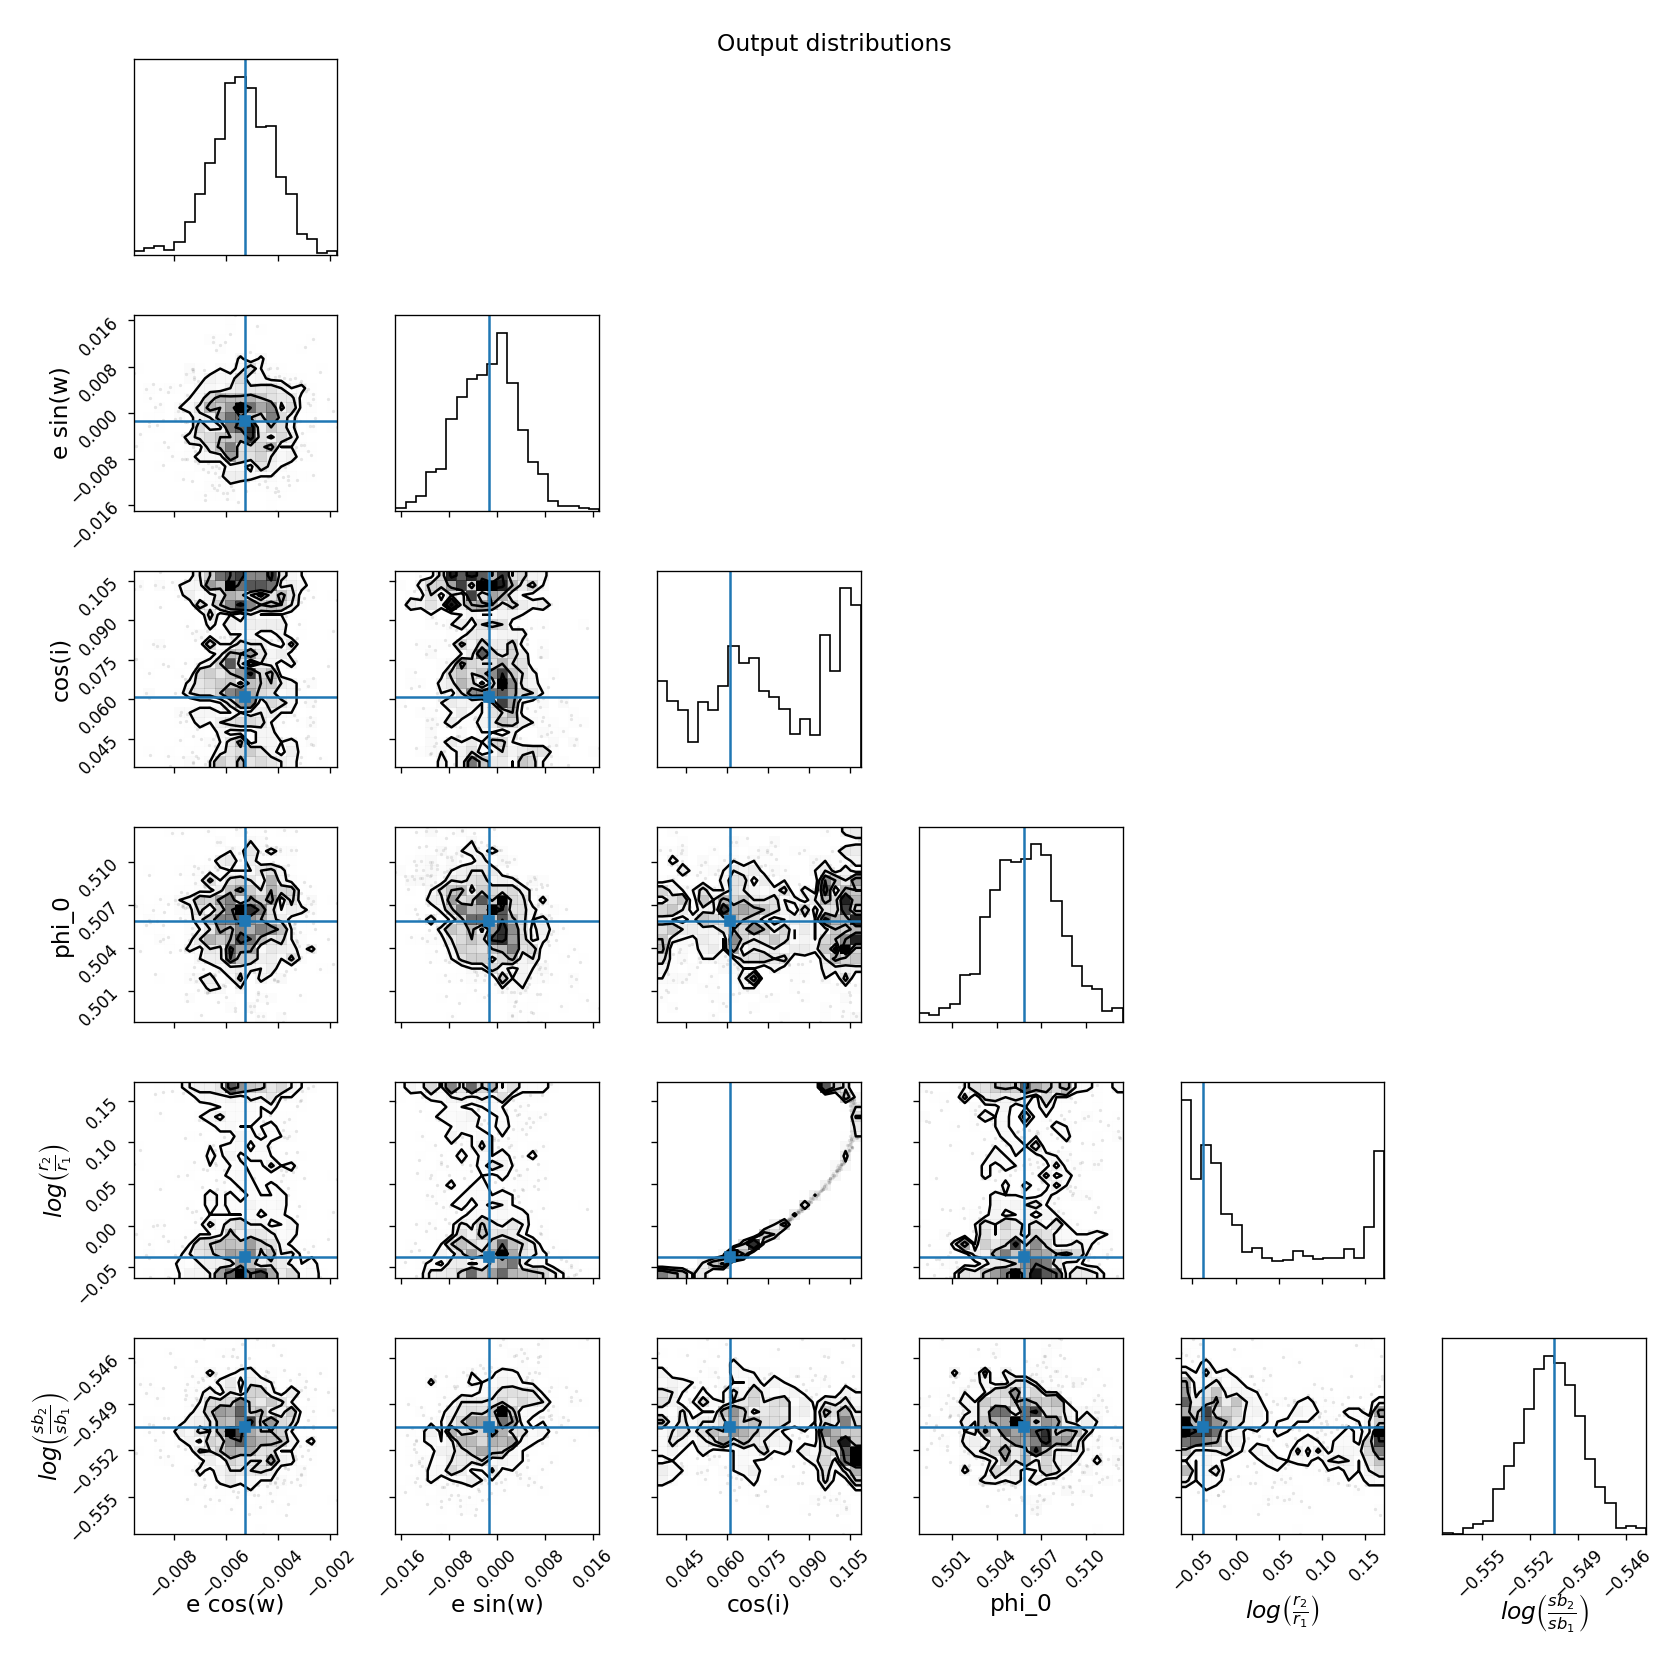 Output distributions
e sin(w)
0.016
0.008
0.000
−0.008
−0.016
cos(i)
0.105
0.090
0.075
0.060
0.045
phi_0
0.510
0.507
0.504
0.501
log(r₂/r₁)
0.15
0.10
0.05
0.00
−0.05
log(sb₂/sb₁)
−0.546
−0.549
−0.552
−0.555
−0.008 −0.006 −0.004 −0.002
−0.016 −0.008 0.000 0.008 0.016
0.045 0.060 0.075 0.090 0.105
0.501 0.504 0.507 0.510
−0.05 0.00 0.05 0.10 0.15
−0.555 −0.552 −0.549 −0.546
e cos(w)
e sin(w)
cos(i)
phi_0
log(r₂/r₁)
log(sb₂/sb₁)